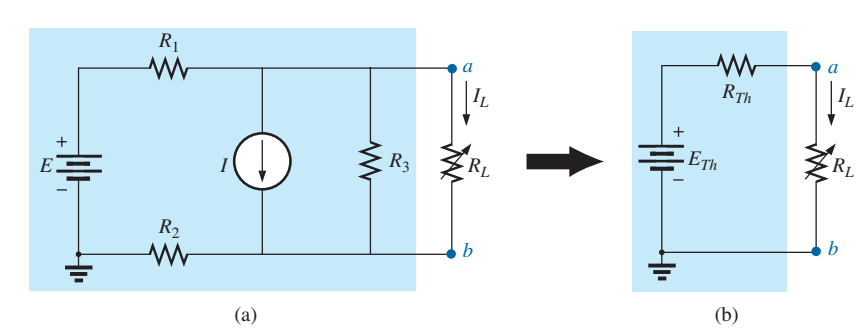 R1
a
IL
+
E
−
I
R3
RL
R2
b
(a)
RTh
a
IL
+
ETh
−
RL
b
(b)